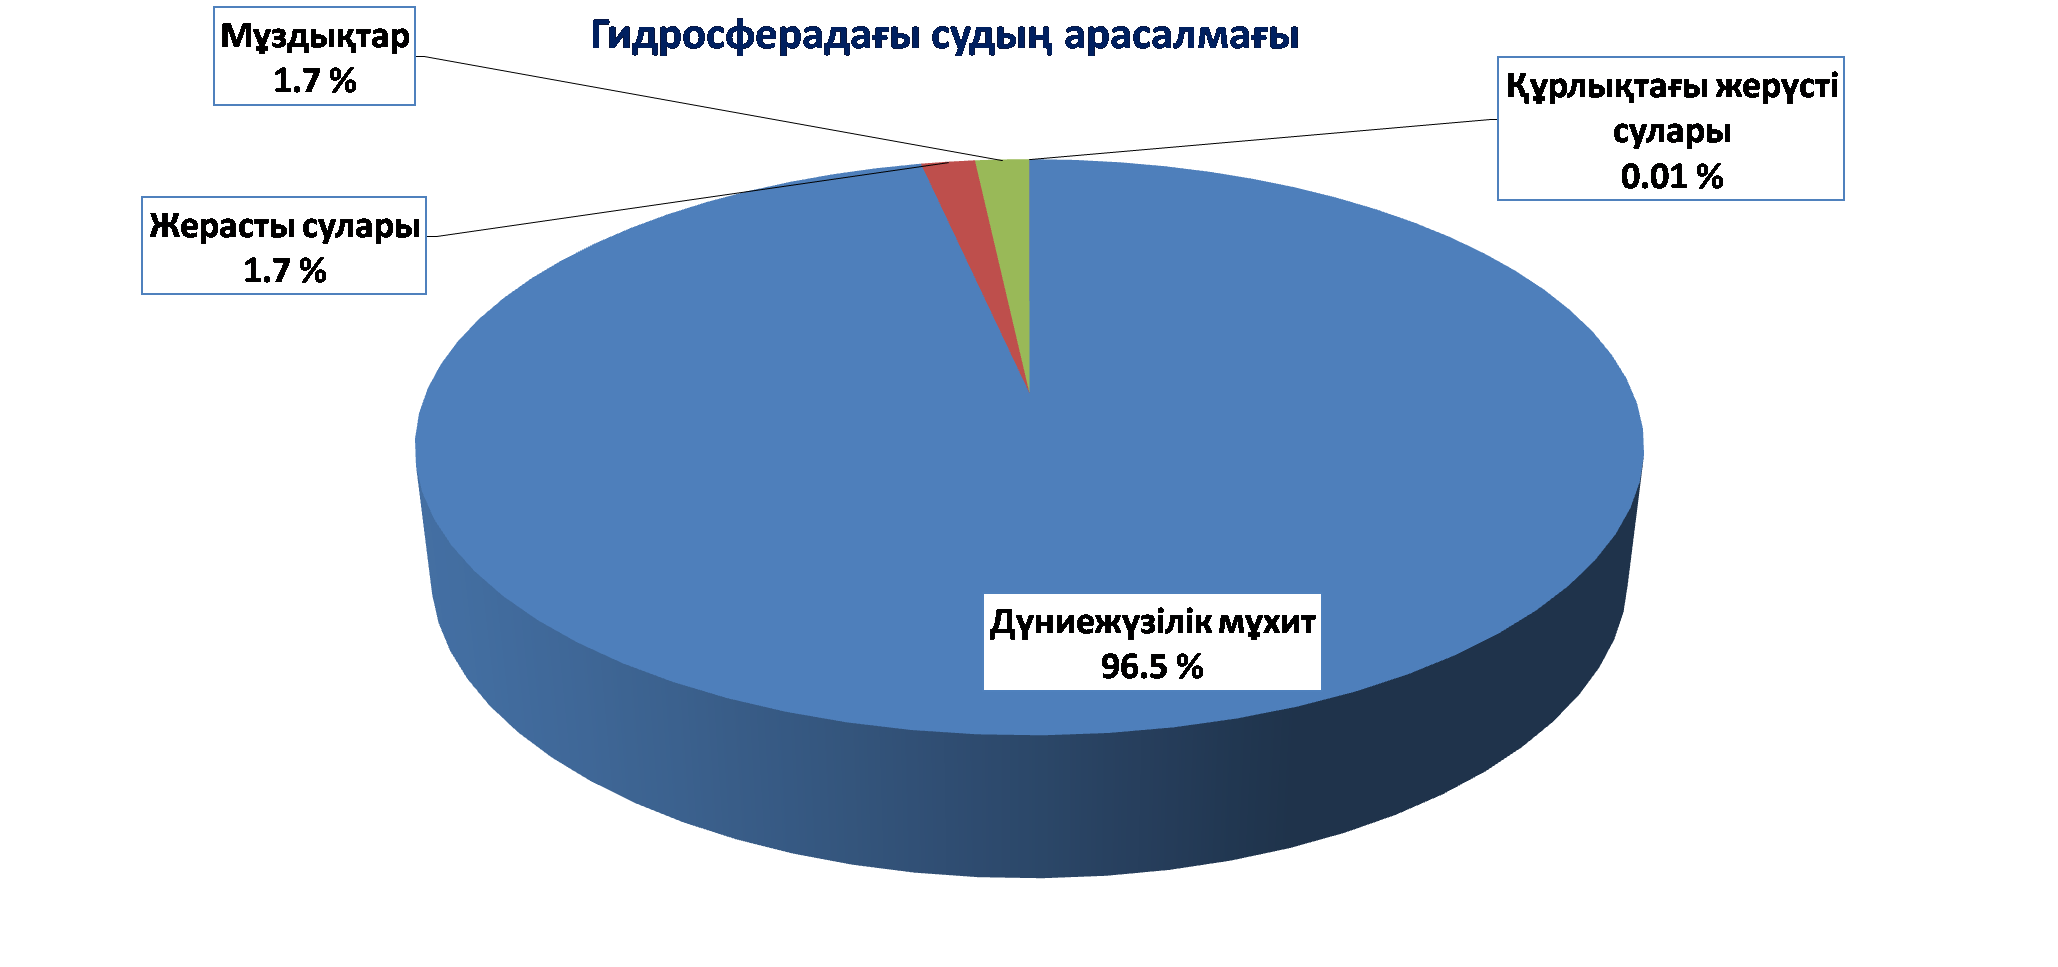 Гидросферадағы судың арасалмағы
Мұздықтар
1.7 %
Құрлықтағы жерүсті
сулары
0.01 %
Жерасты сулары
1.7 %
Дүниежүзілік мұхит
96.5 %